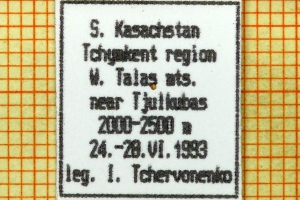 S. Kasachstan
Tchymkent region
W. Talas mts.
near Tjulkubas
2000-2500 m
24.-28.VI.1993
leg. I. Tchervonenko